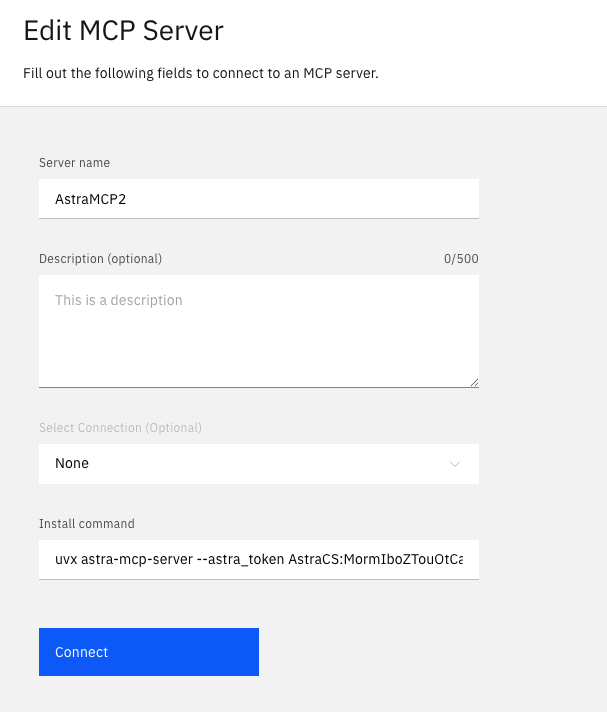 Edit MCP Server
Fill out the following fields to connect to an MCP server.
Server name
AstraMCP2
Description (optional) 0/500
This is a description
Select Connection (Optional)
None
Install command
uvx astra-mcp-server --astra_token AstraCS:MormIboZTouOtCa
Connect